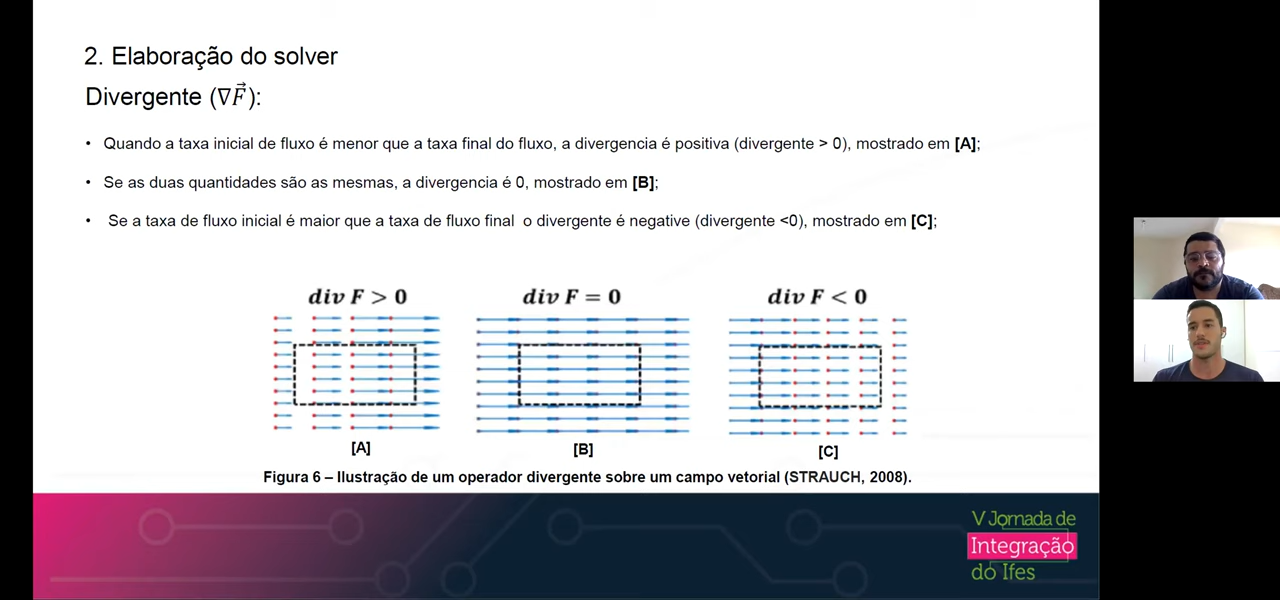 2. Elaboração do solver
Divergente (∇F⃗):
• Quando a taxa inicial de fluxo é menor que a taxa final do fluxo, a divergencia é positiva (divergente > 0), mostrado em [A];
• Se as duas quantidades são as mesmas, a divergencia é 0, mostrado em [B];
• Se a taxa de fluxo inicial é maior que a taxa de fluxo final o divergente é negative (divergente <0), mostrado em [C];
div F > 0
div F = 0
div F < 0
[A]
[B]
[C]
Figura 6 – Ilustração de um operador divergente sobre um campo vetorial (STRAUCH, 2008).
V Jornada de
Integração
do Ifes